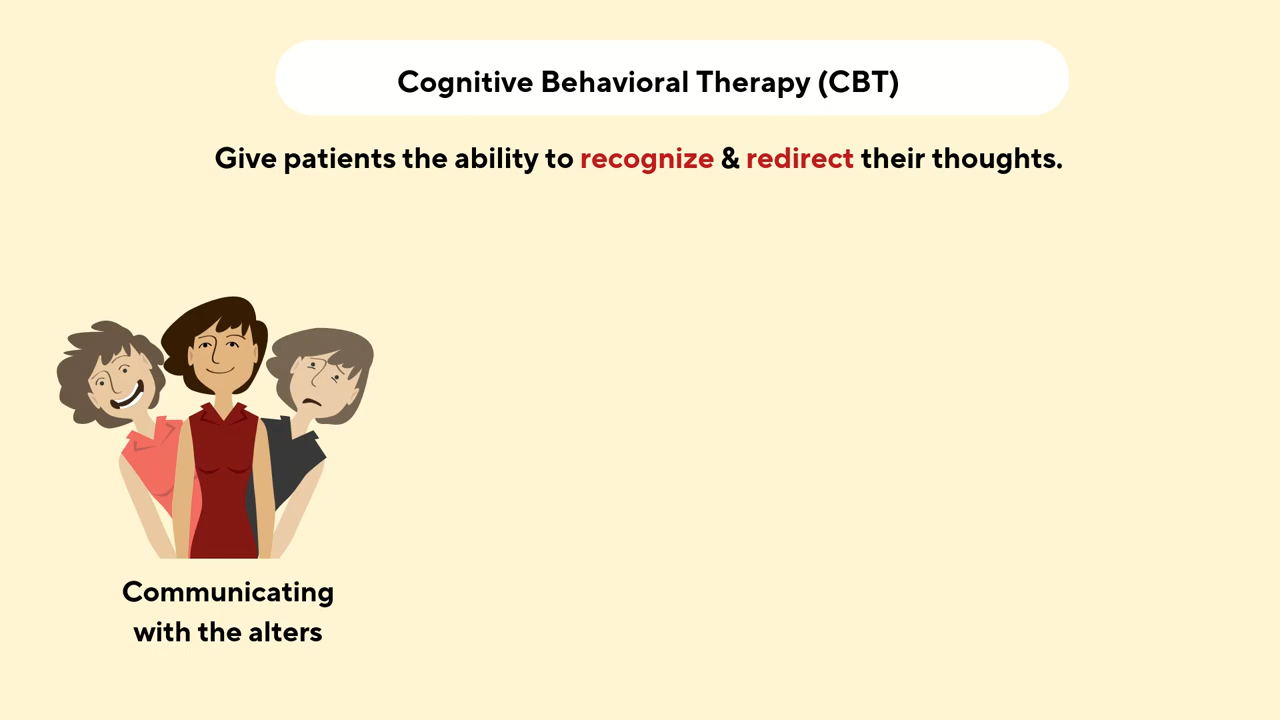 Cognitive Behavioral Therapy (CBT)
Give patients the ability to recognize & redirect their thoughts.
Communicating
with the alters